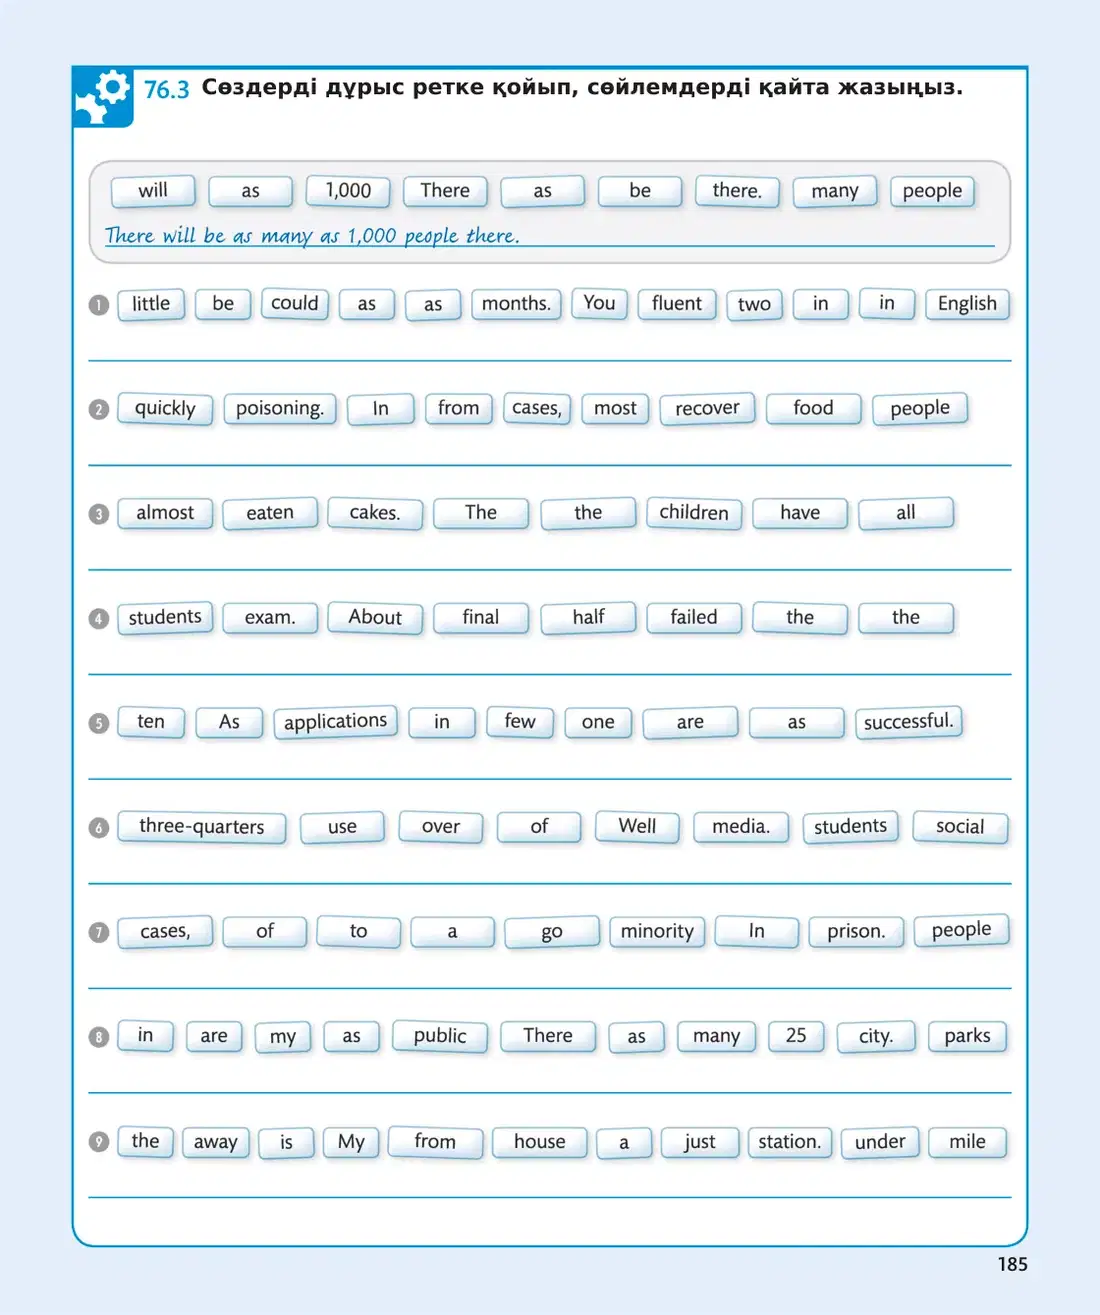 76.3 Сөздерді дұрыс ретке қойып, сөйлемдерді қайта жазыңыз.
will as 1,000 There as be there. many people
There will be as many as 1,000 people there.
1 little be could as as months. You fluent two in in English
2 quickly poisoning. In from cases, most recover food people
3 almost eaten cakes. The the children have all
4 students exam. About final half failed the the
5 ten As applications in few one are as successful.
6 three-quarters use over of Well media. students social
7 cases, of to a go minority In prison. people
8 in are my as public There as many 25 city. parks
9 the away is My from house a just station. under mile
185